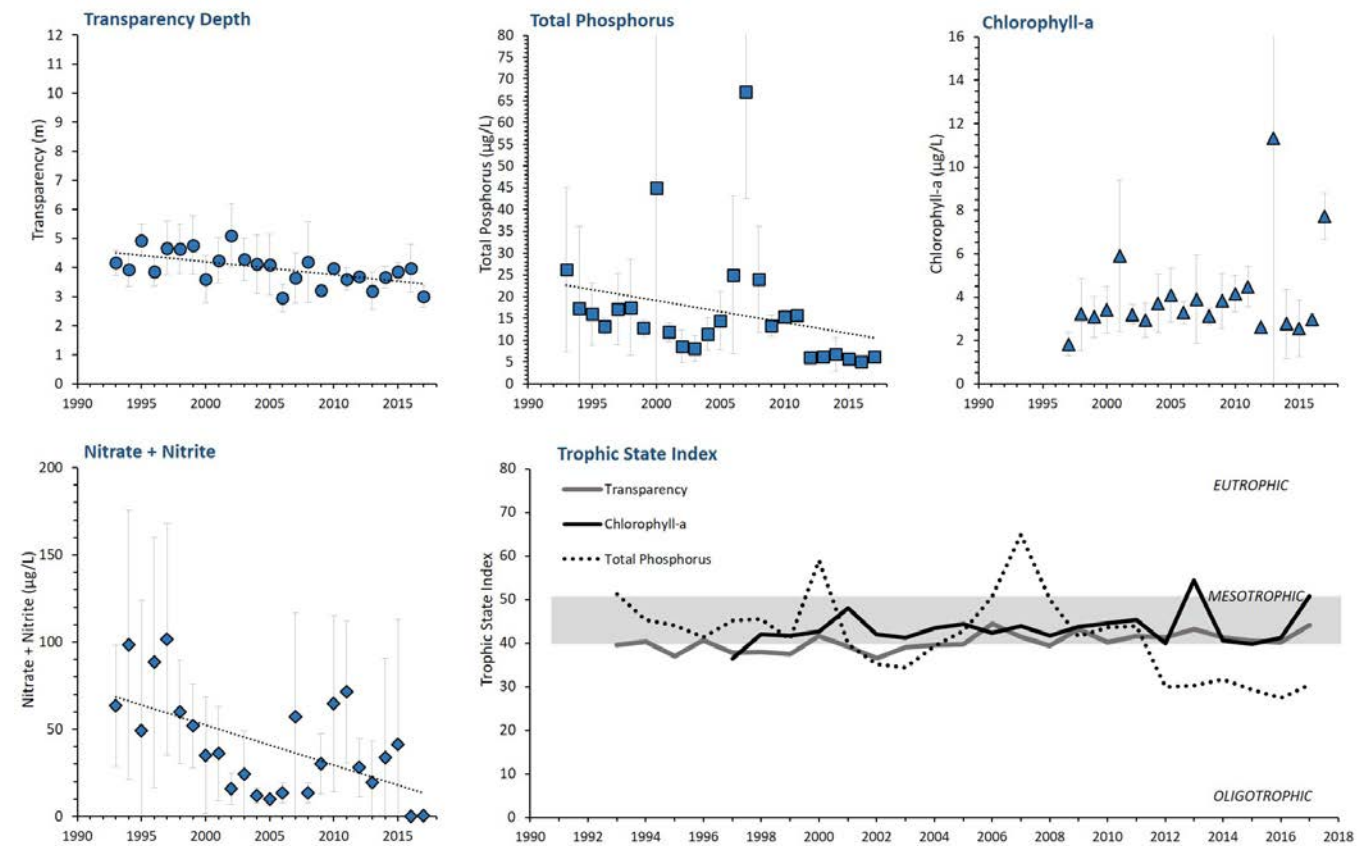 Transparency Depth
12
11
10
9
8
7
6
5
4
3
2
1
0
Transparency (m)
1990 1995 2000 2005 2010 2015
Total Phosphorus
80
75
70
65
60
55
50
45
40
35
30
25
20
15
10
5
0
Total Posphorus (µg/L)
1990 1995 2000 2005 2010 2015
Chlorophyll-a
16
14
12
10
8
6
4
2
0
Chlorophyll-a (µg/L)
1990 1995 2000 2005 2010 2015
Nitrate + Nitrite
200
150
100
50
0
Nitrate + Nitrite (µg/L)
1990 1995 2000 2005 2010 2015
Trophic State Index
80
70
60
50
40
30
20
10
0
Trophic State Index
Transparency
Chlorophyll-a
Total Phosphorus
EUTROPHIC
MESOTROPHIC
OLIGOTROPHIC
1990 1992 1994 1996 1998 2000 2002 2004 2006 2008 2010 2012 2014 2016 2018